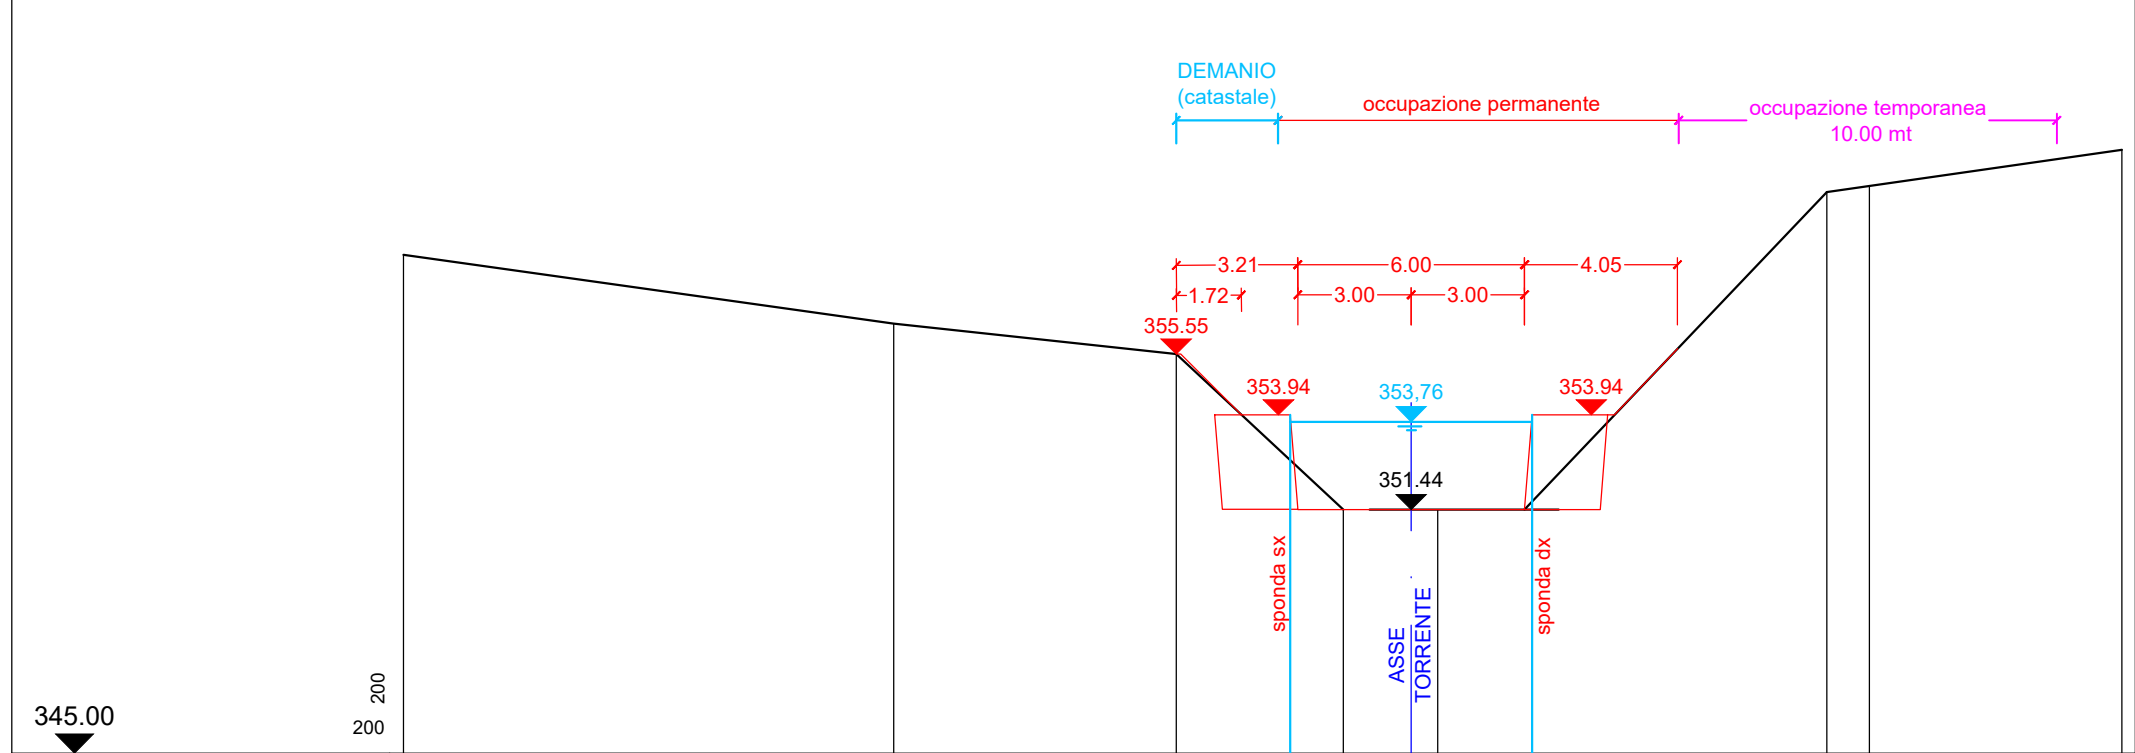 DEMANIO
(catastale)
occupazione permanente
occupazione temporanea
10.00 mt
3.21
6.00
4.05
1.72
3.00
3.00
355.55
353.94
353,76
353.94
351.44
sponda sx
sponda dx
ASSE
TORRENTE
200
200
345.00